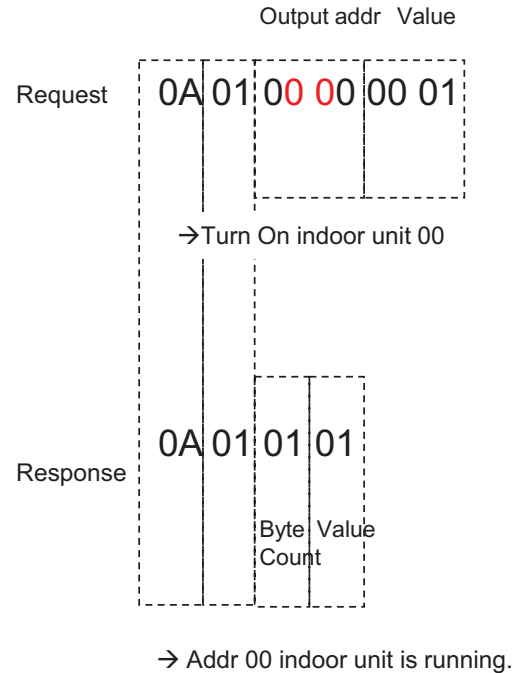 Output addr Value
Request 0A 01 00 00 00 01
→Turn On indoor unit 00
0A 01 01 01
Response
Byte Value
Count
→ Addr 00 indoor unit is running.